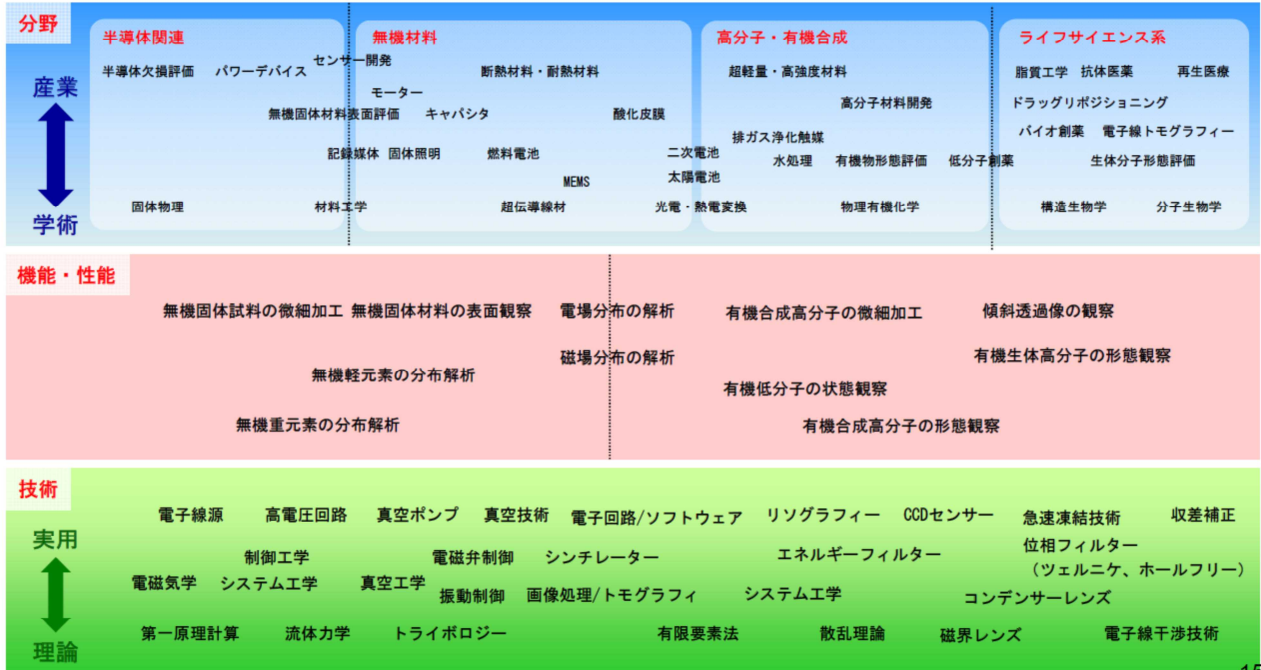 分野
半導体関連
無機材料
高分子・有機合成
ライフサイエンス系
産業
学術
センサー開発
半導体欠損評価 パワーデバイス
断熱材料・耐熱材料
超軽量・高強度材料
脂質工学 抗体医薬 再生医療
モーター
高分子材料開発
ドラッグリポジショニング
無機固体材料表面評価 キャパシタ
酸化皮膜
排ガス浄化触媒
バイオ創薬 電子線トモグラフィー
記録媒体 固体照明 燃料電池
二次電池
水処理 有機物形態評価 低分子創薬
生体分子形態評価
MEMS
太陽電池
固体物理 材料工学
超伝導線材
光電・熱電変換
物理有機化学
構造生物学 分子生物学
機能・性能
無機固体試料の微細加工 無機固体材料の表面観察 電場分布の解析
有機合成高分子の微細加工
傾斜透過像の観察
磁場分布の解析
有機生体高分子の形態観察
無機軽元素の分布解析
有機低分子の状態観察
無機重元素の分布解析
有機合成高分子の形態観察
技術
実用
理論
電子線源 高電圧回路 真空ポンプ 真空技術 電子回路/ソフトウェア リソグラフィー CCDセンサー 急速凍結技術 収差補正
制御工学 電磁弁制御 シンチレーター エネルギーフィルター 位相フィルター
（ツェルニケ、ホールフリー）
電磁気学 システム工学 真空工学 振動制御 画像処理/トモグラフィ システム工学 コンデンサーレンズ
第一原理計算 流体力学 トライボロジー 有限要素法 散乱理論 磁界レンズ 電子線干渉技術